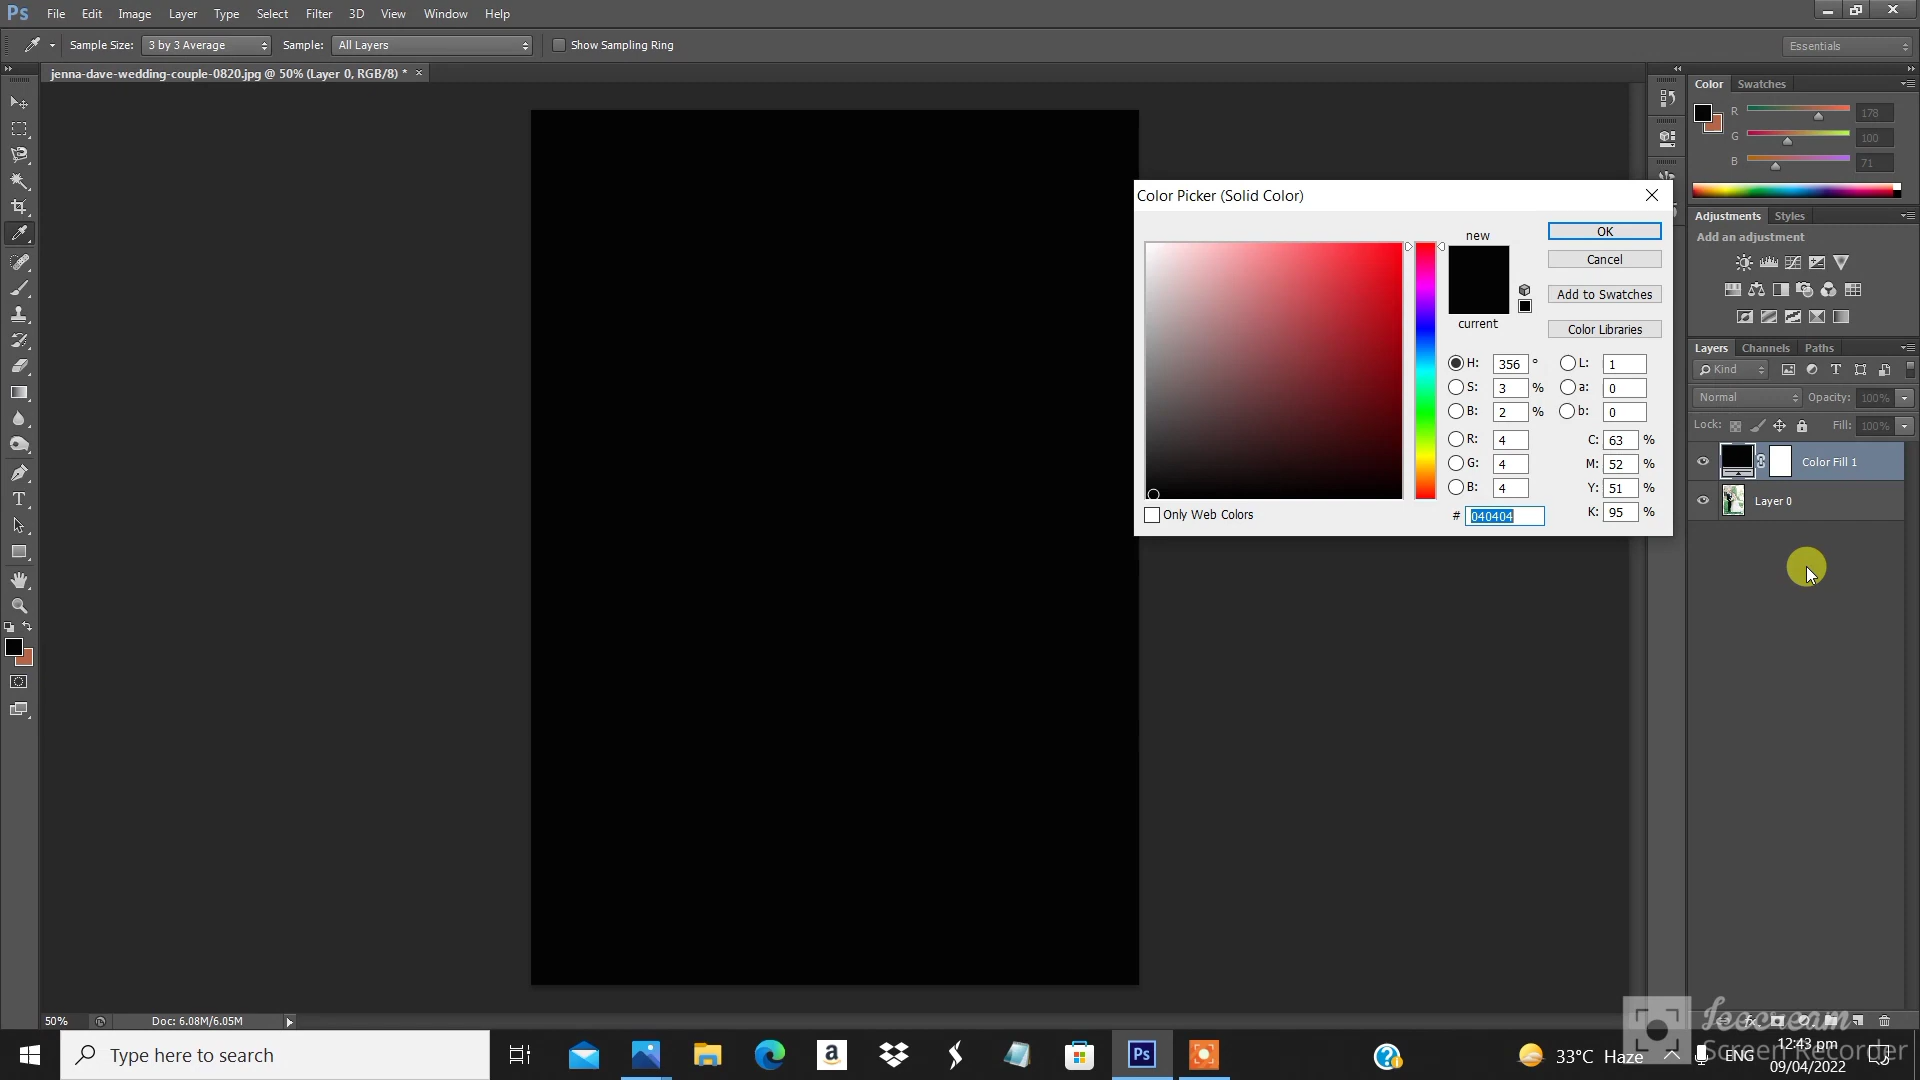 Ps File Edit Image Layer Type Select Filter 3D View Window Help
Sample Size: 3 by 3 Average Sample: All Layers Show Sampling Ring Essentials
jenna-dave-wedding-couple-0820.jpg @ 50% (Layer 0, RGB/8) * ×
Color Swatches
R 178
G 100
B 71
Color Picker (Solid Color)
new
OK
Cancel
Add to Swatches
current
Color Libraries
H: 356 ° L: 1
S: 3 % a: 0
B: 2 % b: 0
R: 4 C: 63 %
G: 4 M: 52 %
B: 4 Y: 51 %
Only Web Colors # 040404 K: 95 %
Adjustments Styles
Add an adjustment
Layers Channels Paths
Kind
Normal Opacity: 100%
Lock: Fill: 100%
Color Fill 1
Layer 0
50% Doc: 6.08M/6.05M
Icecream
Screen Recorder
Type here to search
Ps
33°C Haze
ENG
12:43 pm
09/04/2022